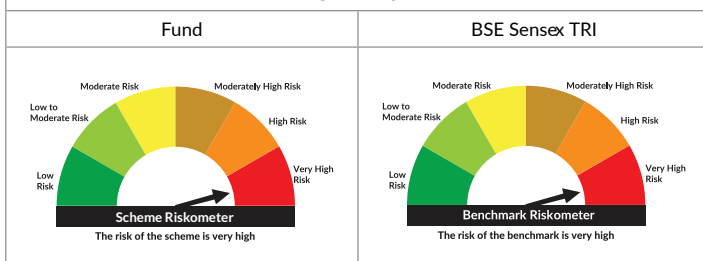 Fund
BSE Sensex TRI
Moderate Risk
Moderately High Risk
Low to
Moderate Risk
High Risk
Low
Risk
Very High
Risk
Scheme Riskometer
The risk of the scheme is very high
Moderate Risk
Moderately High Risk
Low to
Moderate Risk
High Risk
Low
Risk
Very High
Risk
Benchmark Riskometer
The risk of the benchmark is very high